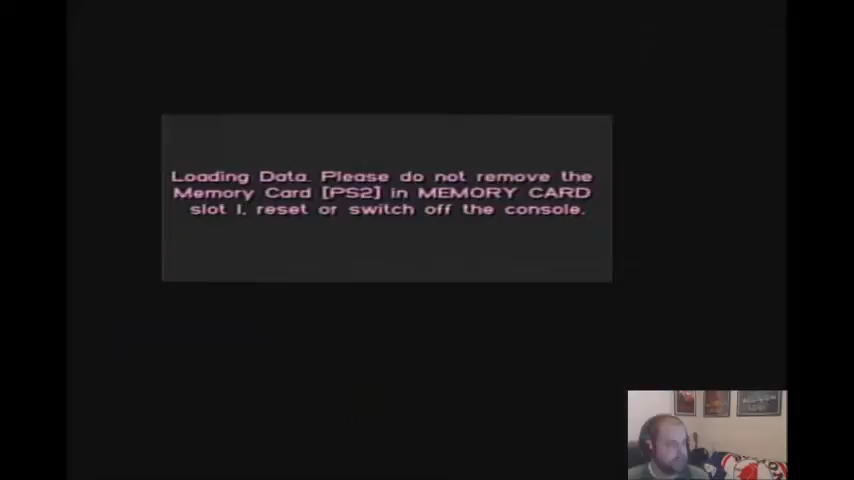 Loading Data. Please do not remove the
Memory Card [PS2] in MEMORY CARD
slot 1, reset or switch off the console.